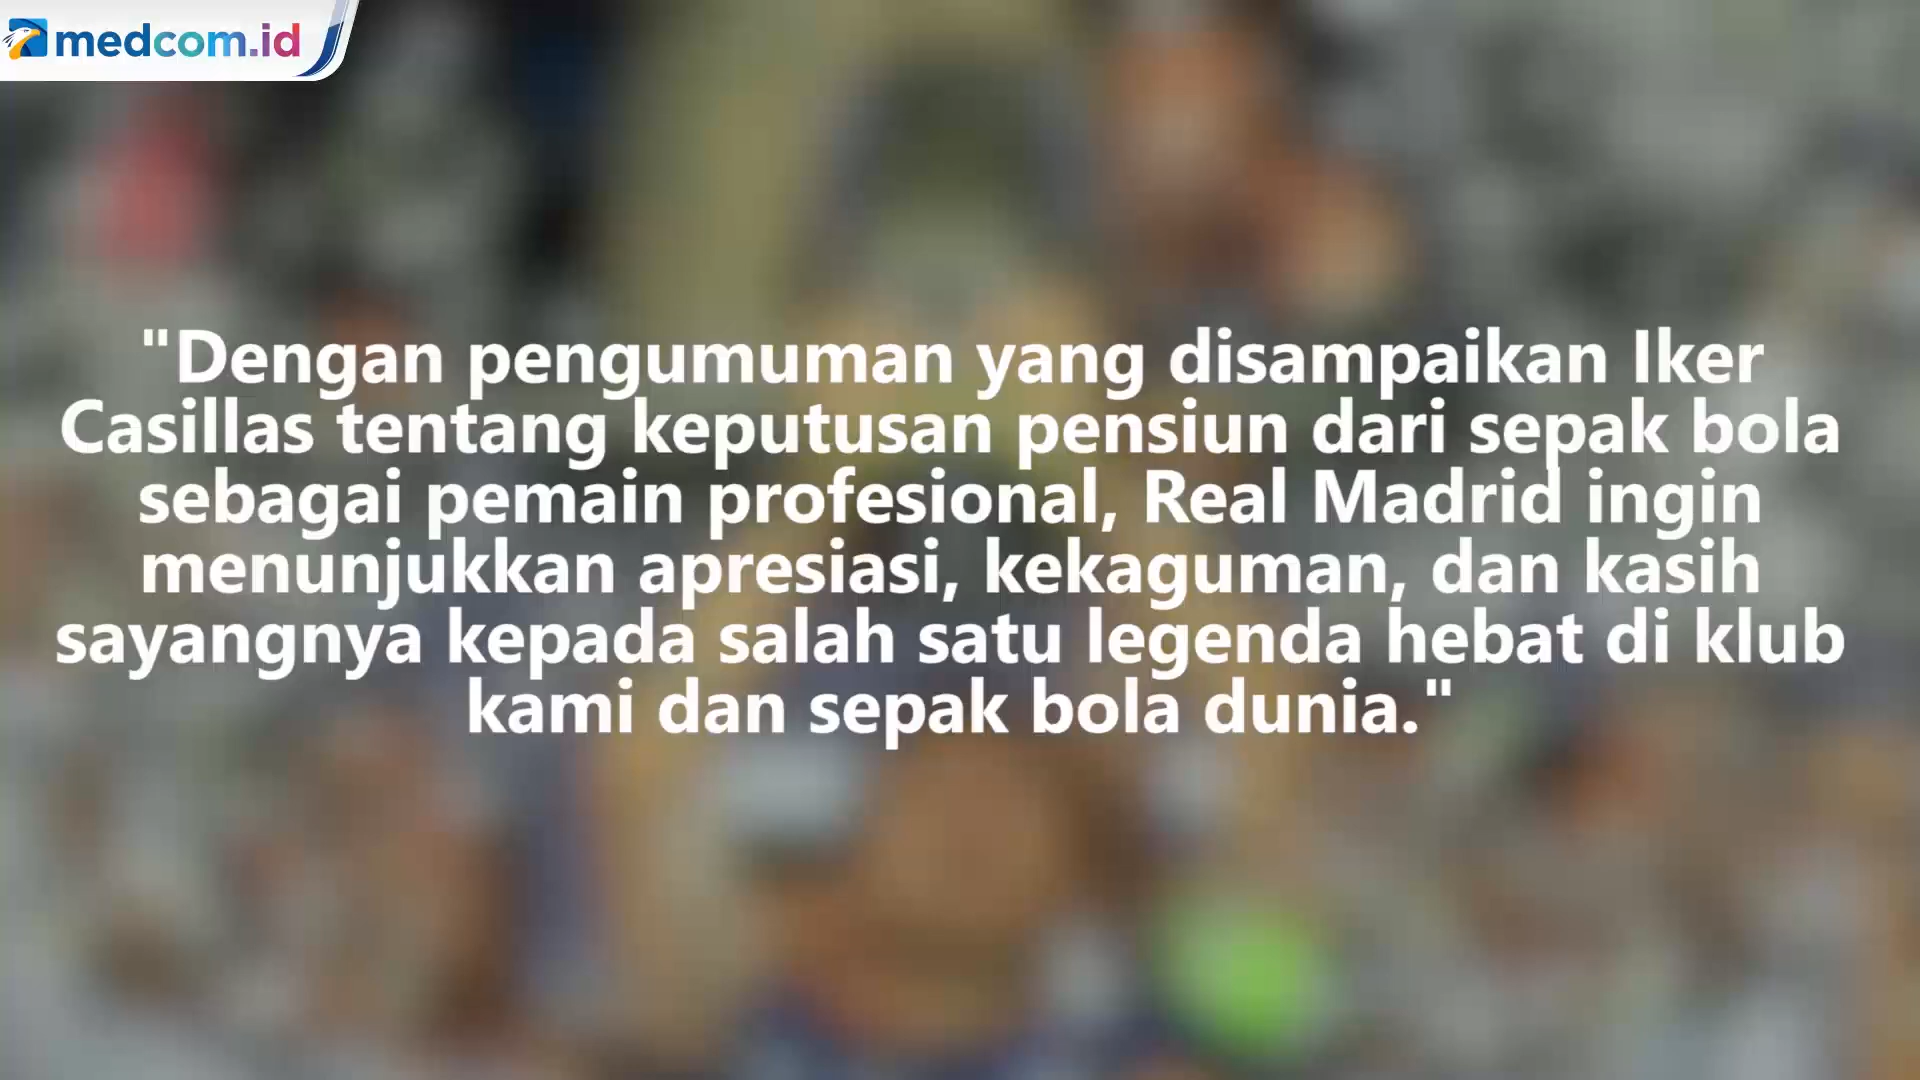 medcom.id
"Dengan pengumuman yang disampaikan Iker
Casillas tentang keputusan pensiun dari sepak bola
sebagai pemain profesional, Real Madrid ingin
menunjukkan apresiasi, kekaguman, dan kasih
sayangnya kepada salah satu legenda hebat di klub
kami dan sepak bola dunia."